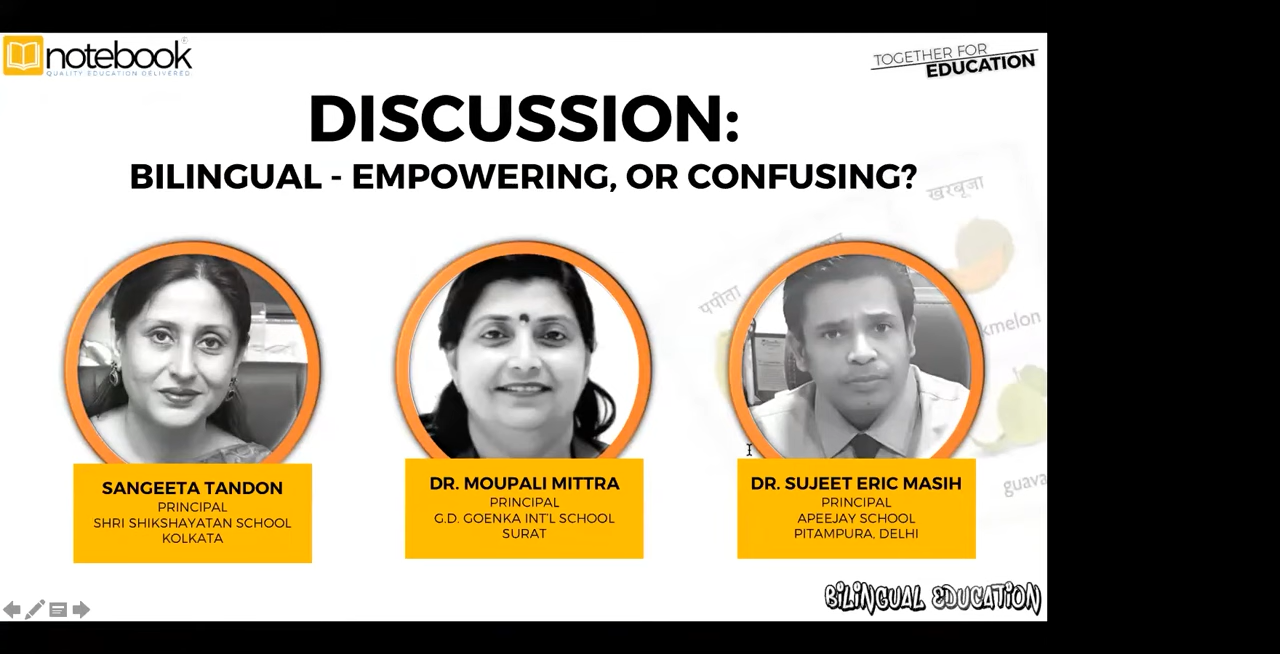 notebook
QUALITY EDUCATION DELIVERED
TOGETHER FOR
EDUCATION
DISCUSSION:
BILINGUAL - EMPOWERING, OR CONFUSING?
खरबूजा
पपीता
kmelon
guava
SANGEETA TANDON
PRINCIPAL
SHRI SHIKSHAYATAN SCHOOL
KOLKATA
DR. MOUPALI MITTRA
PRINCIPAL
G.D. GOENKA INT'L SCHOOL
SURAT
DR. SUJEET ERIC MASIH
PRINCIPAL
APEEJAY SCHOOL
PITAMPURA, DELHI
BILINGUAL EDUCATION